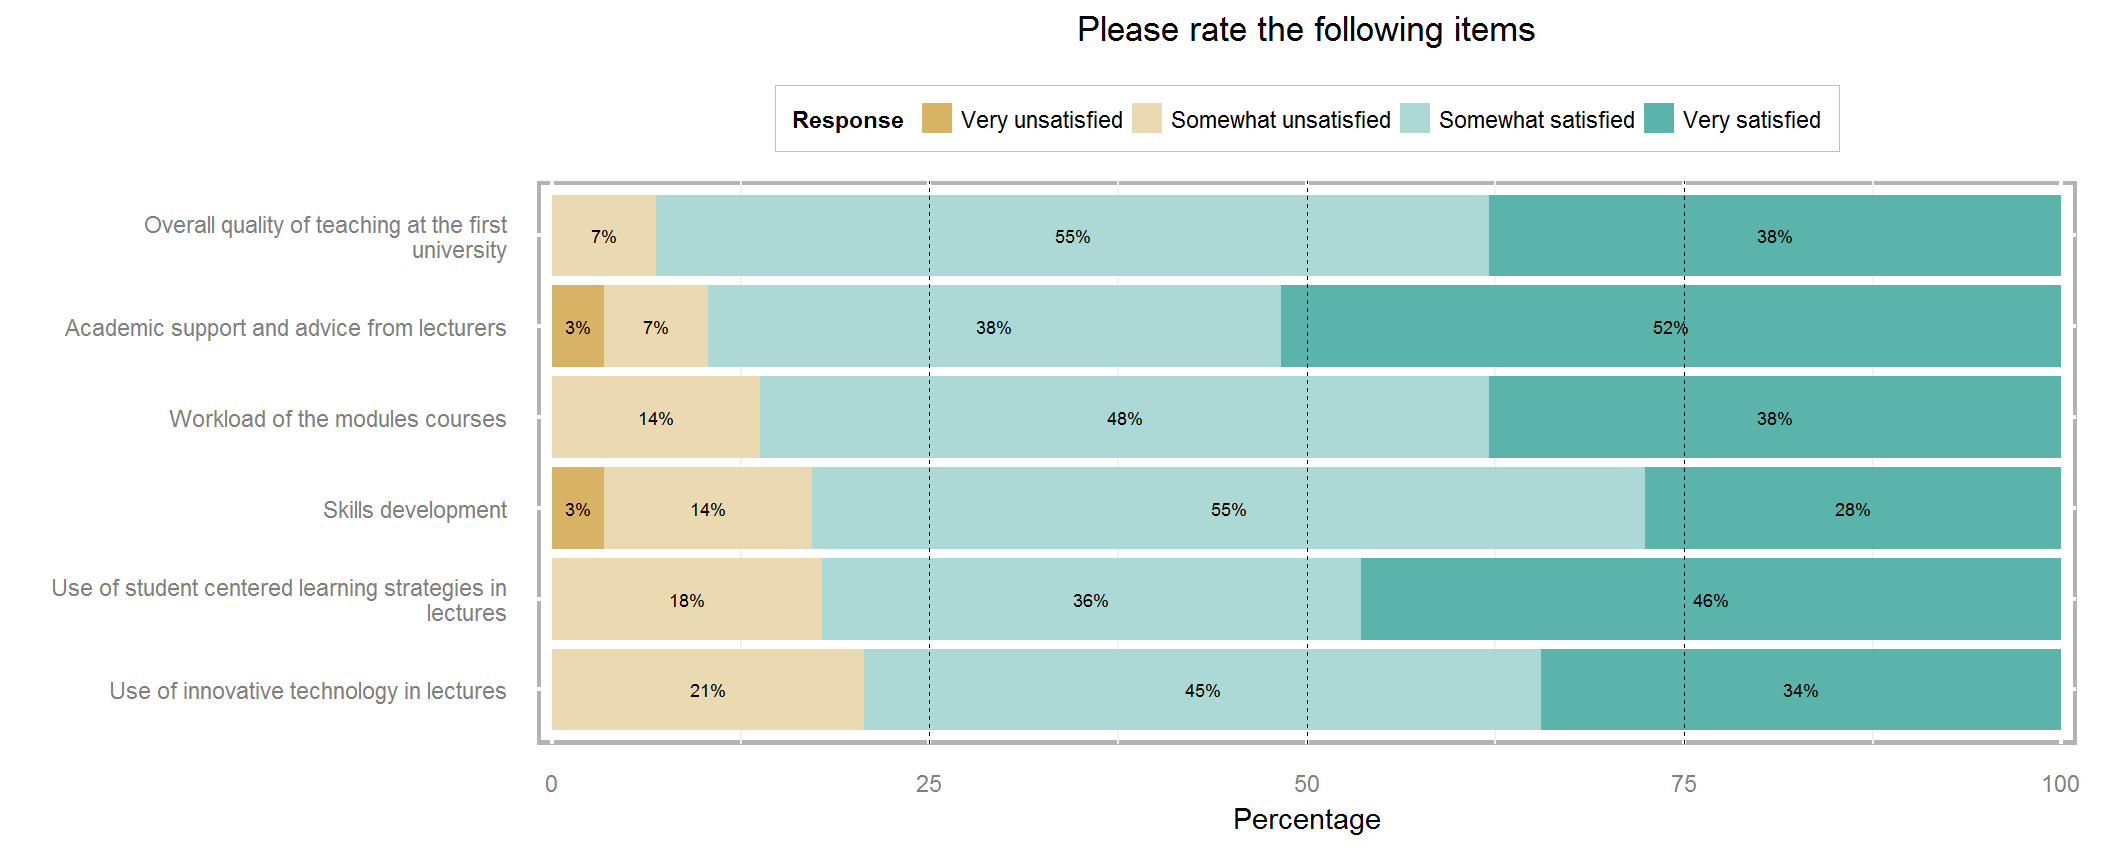 Please rate the following items
Response Very unsatisfied Somewhat unsatisfied Somewhat satisfied Very satisfied
Overall quality of teaching at the first
university
7% 55% 38%
Academic support and advice from lecturers
3% 7% 38% 52%
Workload of the modules courses
14% 48% 38%
Skills development
3% 14% 55% 28%
Use of student centered learning strategies in
lectures
18% 36% 46%
Use of innovative technology in lectures
21% 45% 34%
0 25 50 75 100
Percentage